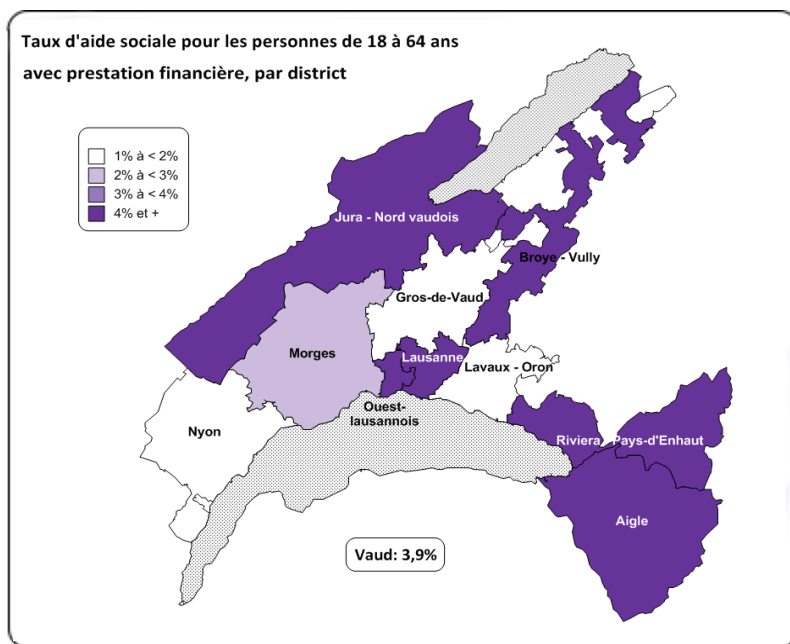 Taux d'aide sociale pour les personnes de 18 à 64 ans
avec prestation financière, par district
1% à < 2%
2% à < 3%
3% à < 4%
4% et +
Jura - Nord vaudois
Broye - Vully
Gros-de-Vaud
Morges
Lausanne
Lavaux - Oron
Ouest-
lausannois
Nyon
Riviera
Pays-d'Enhaut
Aigle
Vaud: 3,9%